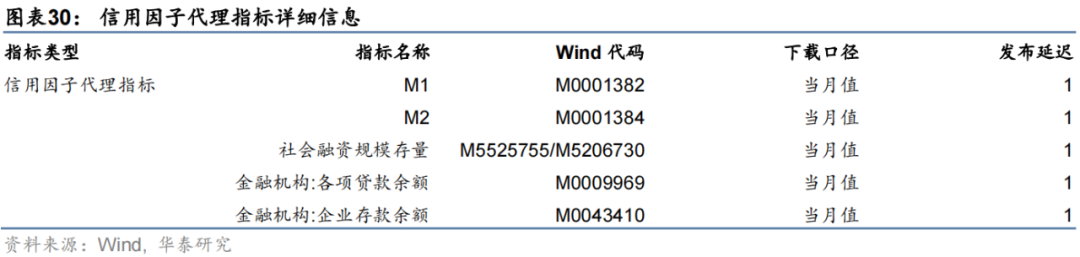 图表30： 信用因子代理指标详细信息
指标类型 指标名称 Wind 代码 下载口径 发布延迟
信用因子代理指标 M1 M0001382 当月值 1
M2 M0001384 当月值 1
社会融资规模存量 M5525755/M5206730 当月值 1
金融机构:各项贷款余额 M0009969 当月值 1
金融机构:企业存款余额 M0043410 当月值 1
资料来源：Wind, 华泰研究